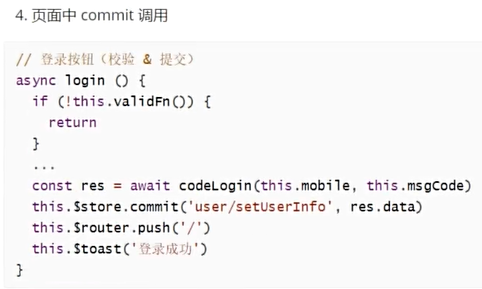 4. 页面中 commit 调用
// 登录按钮（校验 & 提交）
async login () {
  if (!this.validFn()) {
    return
  }
  ...
  const res = await codeLogin(this.mobile, this.msgCode)
  this.$store.commit('user/setUserInfo', res.data)
  this.$router.push('/')
  this.$toast('登录成功')
}